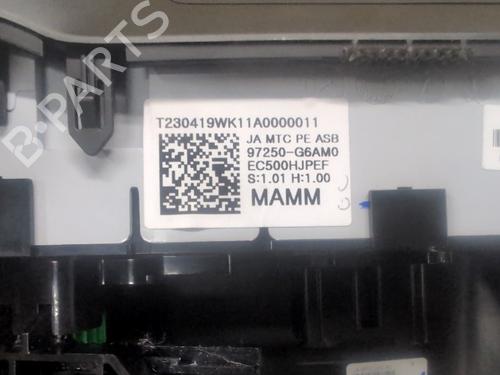 T230419WK11A0000011
JA MTC PE ASB
97250-G6AM0
EC500HJPEF
S:1.01 H:1.00
MAMM
B-PARTS